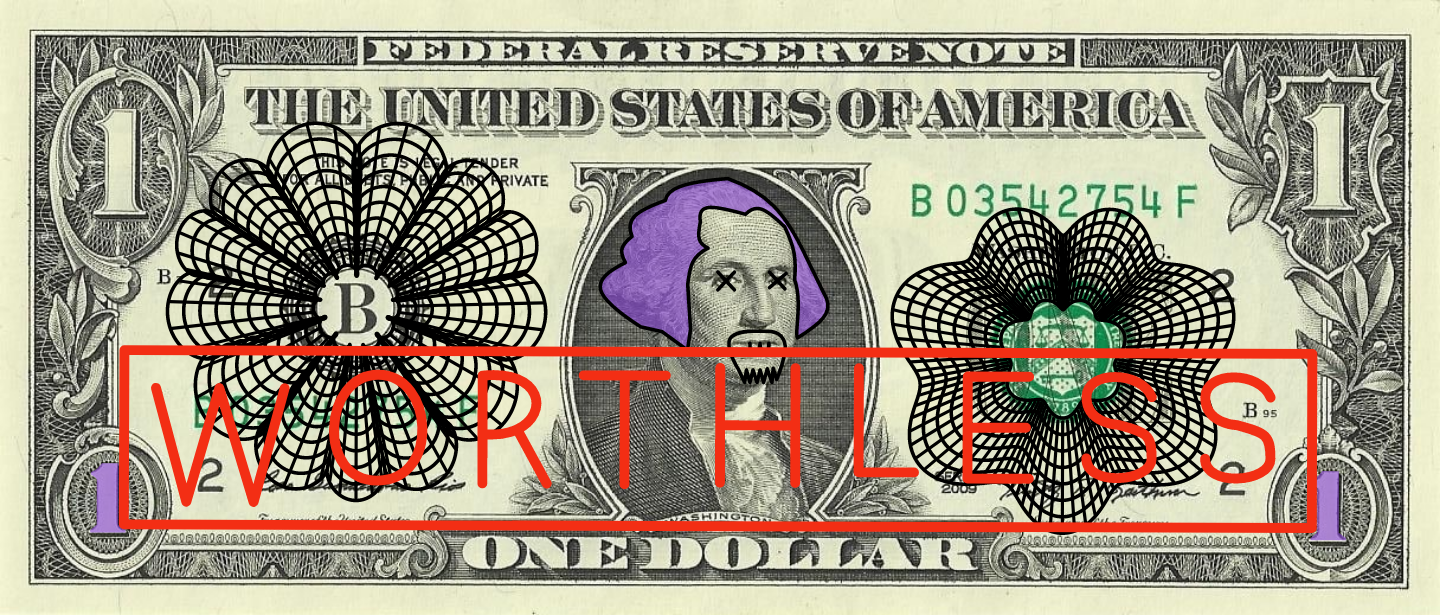 FEDERAL RESERVE NOTE
1 1
THE UNITED STATES OF AMERICA
THIS NOTE IS LEGAL TENDER
FOR ALL DEBTS, PUBLIC AND PRIVATE
B 03542754 F
B
2
B
WORTHLESS
B 95
2
2
2009
WASHINGTON
1
1
ONE DOLLAR